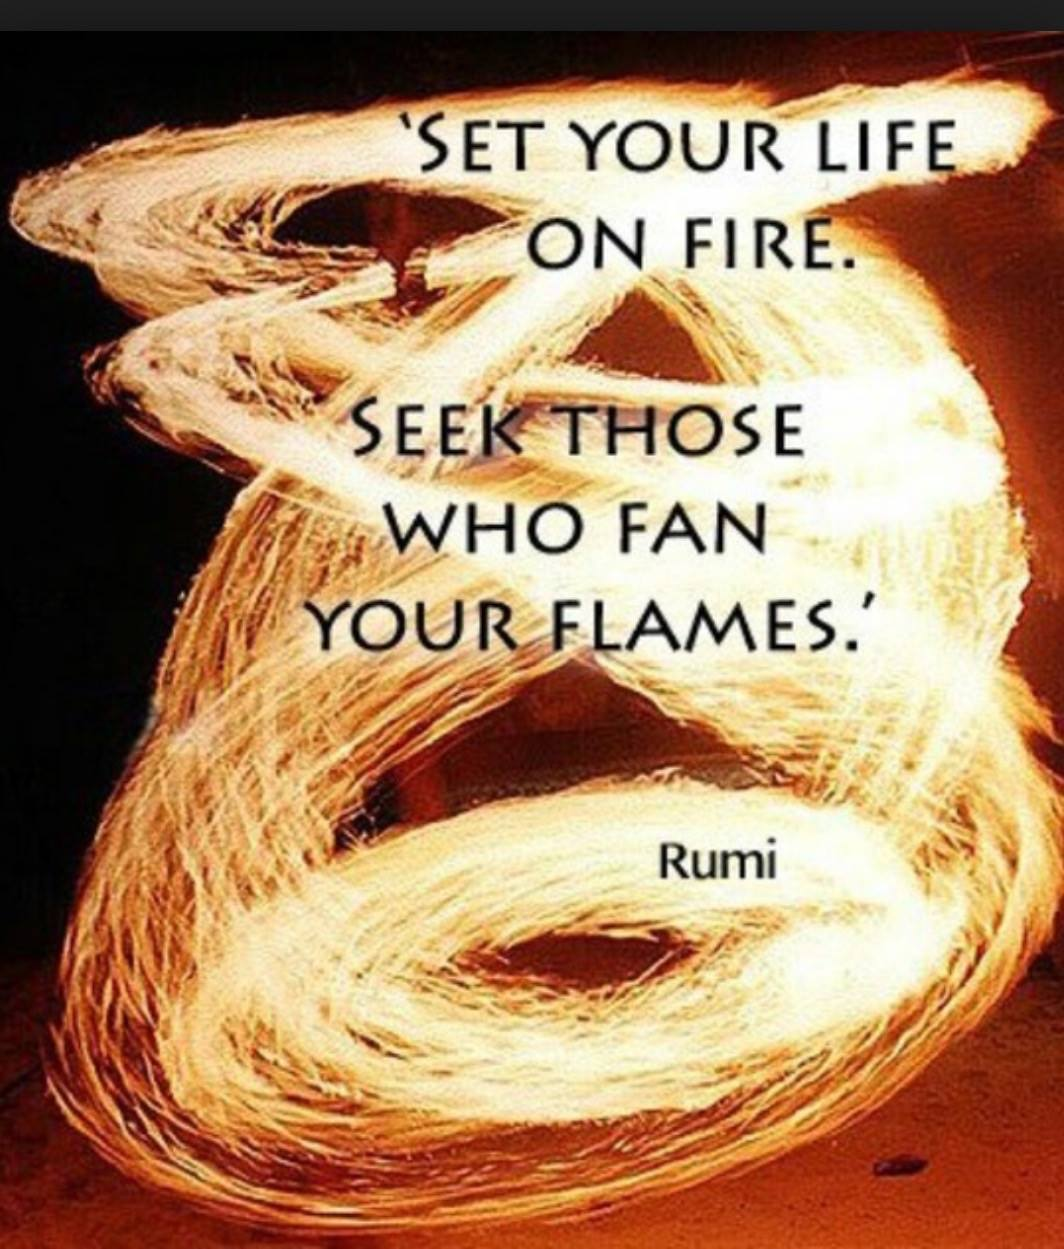 ‘SET YOUR LIFE
ON FIRE.
SEEK THOSE
WHO FAN
YOUR FLAMES.’
Rumi